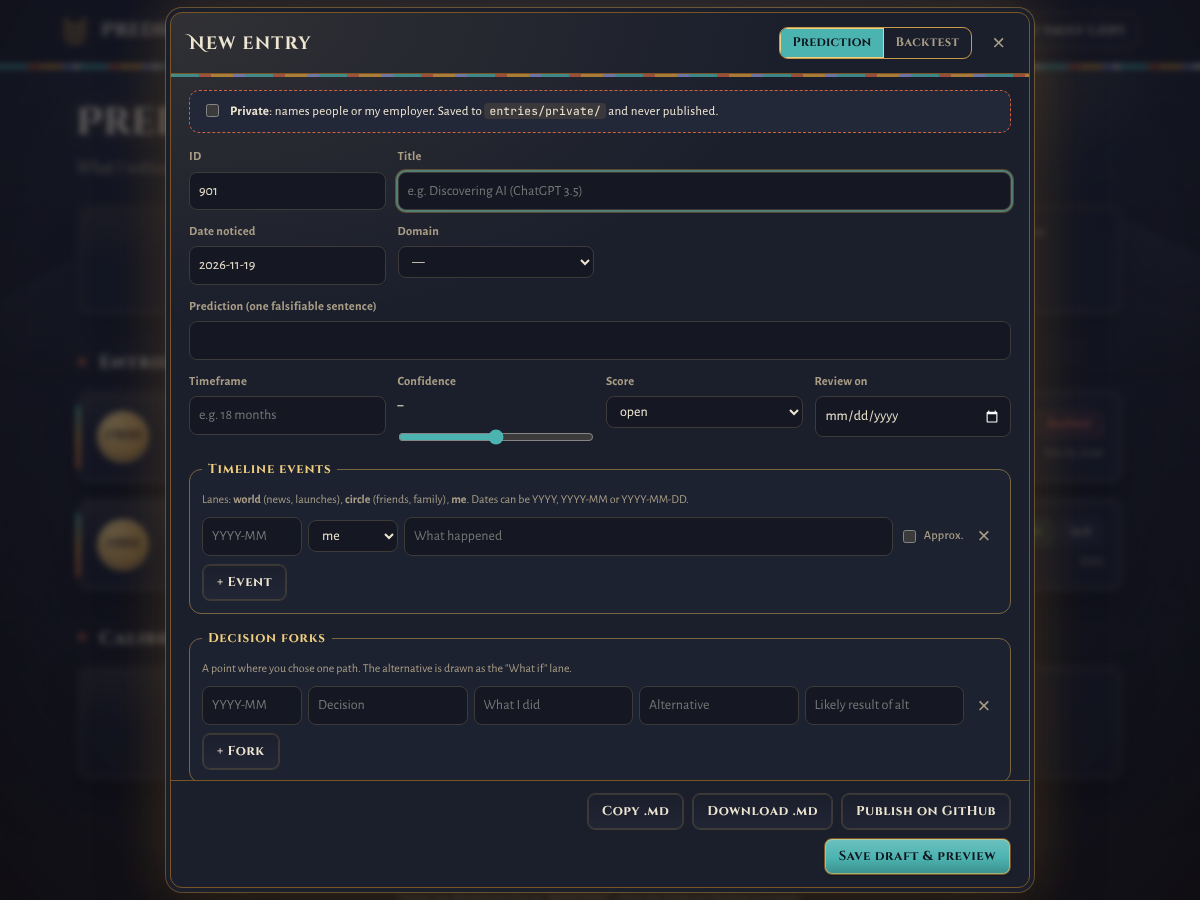 New entry
Prediction Backtest ✕
Private: names people or my employer. Saved to entries/private/ and never published.
ID Title
901 e.g. Discovering AI (ChatGPT 3.5)
Date noticed Domain
2026-11-19 —
Prediction (one falsifiable sentence)
Timeframe Confidence Score Review on
e.g. 18 months – open mm/dd/yyyy
Timeline events
Lanes: world (news, launches), circle (friends, family), me. Dates can be YYYY, YYYY-MM or YYYY-MM-DD.
YYYY-MM me What happened Approx. ✕
+ Event
Decision forks
A point where you chose one path. The alternative is drawn as the "What if" lane.
YYYY-MM Decision What I did Alternative Likely result of alt ✕
+ Fork
Copy .md Download .md Publish on GitHub
Save draft & preview